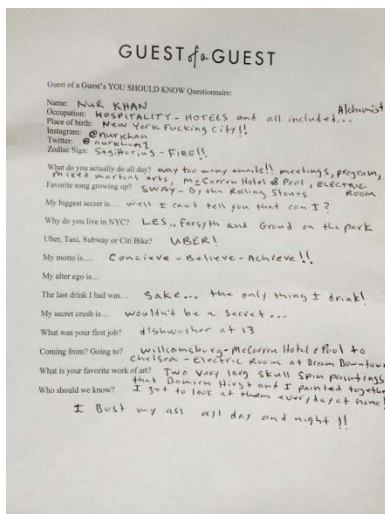 GUEST of a GUEST
Guest of a Guest's YOU SHOULD KNOW Questionnaire:
Alchemist
Name: NUR KHAN
Occupation: HOSPITALITY - HOTELS and all included...
Place of birth: New York Fucking City!!
Instagram: @nurkhan
Twitter: @nurkhan1
Zodiac Sign: Sagittarius - FIRE!!
What do you actually do all day? way too many emails!! meetings, program,
mixed martial arts, McCarren Hotel & Pool, ELECTRIC
ROOM
Favorite song growing up? SWAY - By the Rolling Stones
My biggest secret is.... well I can't tell you that can I?
Why do you live in NYC? LES.. Forsyth and Grand on the park
Uber, Taxi, Subway or Citi Bike? UBER!
My motto is.... Concieve - Believe - Achieve!!
My alter ego is...
The last drink I had was... Sake... the only thing I drink!
My secret crush is... wouldn't be a secret...
What was your first job? dishwasher at 13
Coming from? Going to? Williamsburg - McCarren Hotel & Pool to
Chelsea - Electric Room at Dream Downtown
What is your favorite work of art? Two very larg skull spin paintings
that Damien Hirst and I painted together
Who should we know? I get to look at them everyday at home!
I Bust my ass all day and night !!